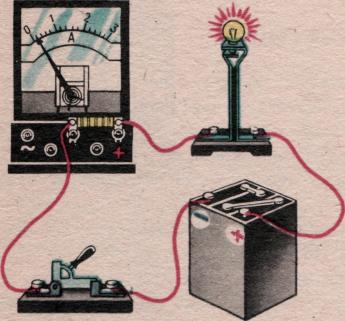 0 1 2 3
A
~ +
− +